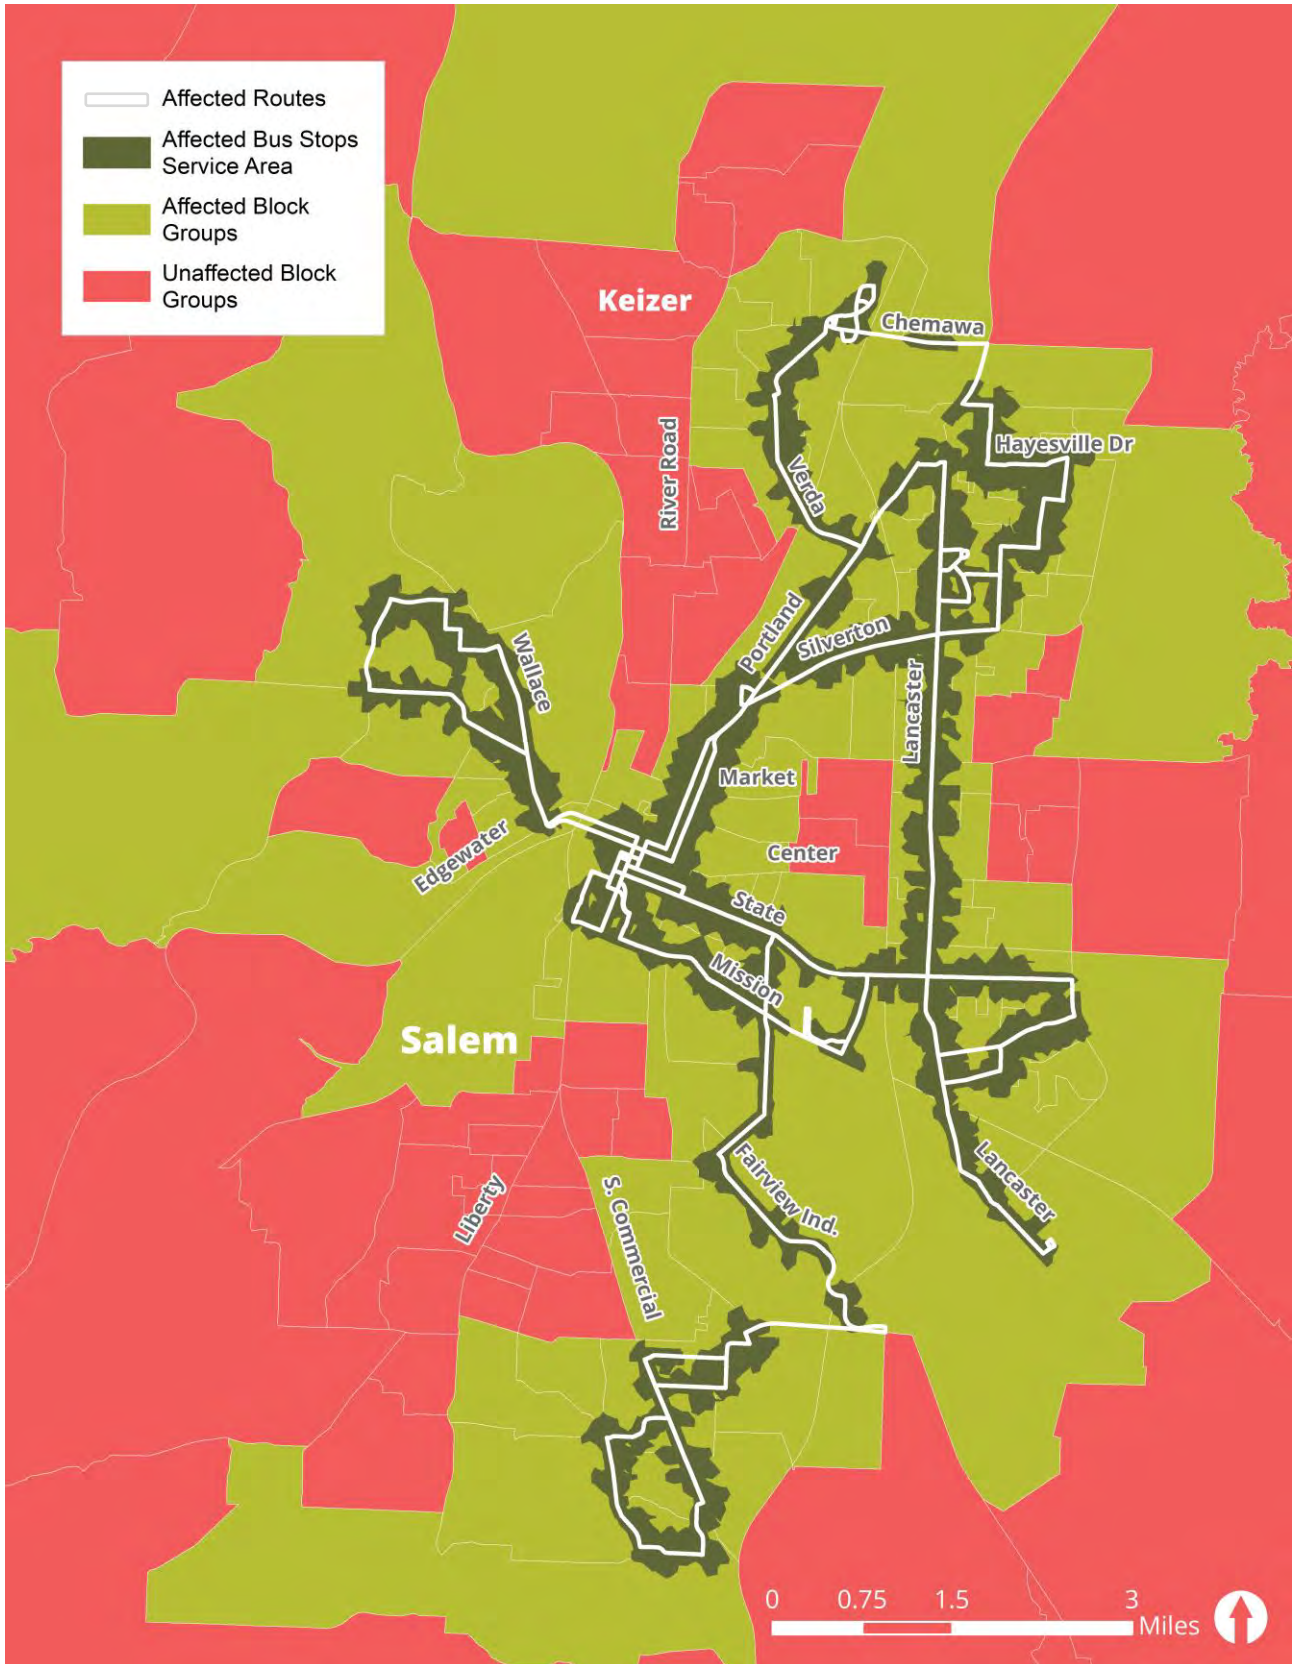 Affected Routes
Affected Bus Stops
Service Area
Affected Block
Groups
Unaffected Block
Groups
Keizer
Chemawa
River Road
Hayesville Dr
Verda
Portland
Silverton
Wallace
Lancaster
Market
Edgewater
Center
State
Mission
Salem
Fairview Ind.
Lancaster
Liberty
S. Commercial
0 0.75 1.5 3
Miles